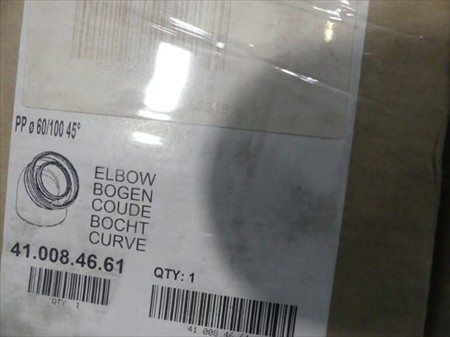 PP ø 60/100 45°
ELBOW
BOGEN
COUDE
BOCHT
CURVE
41.008.46.61
QTY: 1
QTY: 1
41 008 46